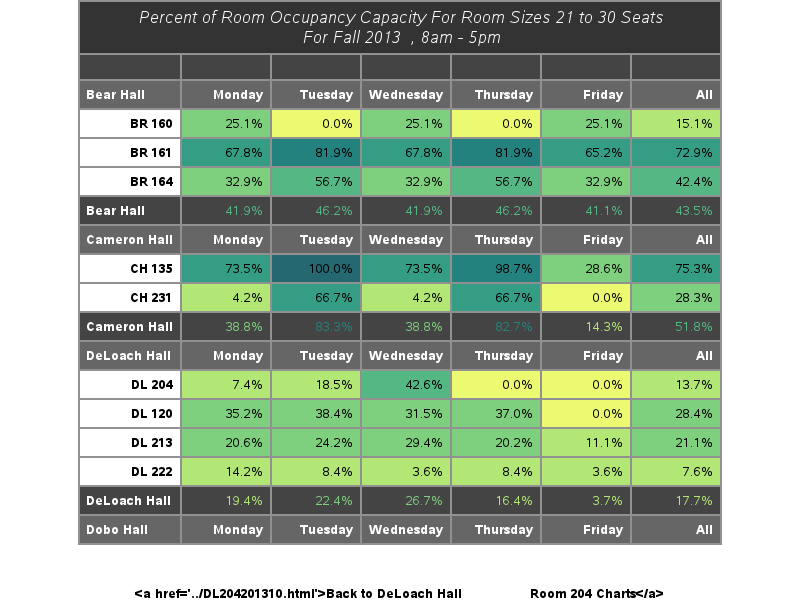 Percent of Room Occupancy Capacity For Room Sizes 21 to 30 Seats
For Fall 2013 , 8am - 5pm
Bear Hall Monday Tuesday Wednesday Thursday Friday All
BR 160 25.1% 0.0% 25.1% 0.0% 25.1% 15.1%
BR 161 67.8% 81.9% 67.8% 81.9% 65.2% 72.9%
BR 164 32.9% 56.7% 32.9% 56.7% 32.9% 42.4%
Bear Hall 41.9% 46.2% 41.9% 46.2% 41.1% 43.5%
Cameron Hall Monday Tuesday Wednesday Thursday Friday All
CH 135 73.5% 100.0% 73.5% 98.7% 28.6% 75.3%
CH 231 4.2% 66.7% 4.2% 66.7% 0.0% 28.3%
Cameron Hall 38.8% 83.3% 38.8% 82.7% 14.3% 51.8%
DeLoach Hall Monday Tuesday Wednesday Thursday Friday All
DL 204 7.4% 18.5% 42.6% 0.0% 0.0% 13.7%
DL 120 35.2% 38.4% 31.5% 37.0% 0.0% 28.4%
DL 213 20.6% 24.2% 29.4% 20.2% 11.1% 21.1%
DL 222 14.2% 8.4% 3.6% 8.4% 3.6% 7.6%
DeLoach Hall 19.4% 22.4% 26.7% 16.4% 3.7% 17.7%
Dobo Hall Monday Tuesday Wednesday Thursday Friday All
<a href='../DL204201310.html'>Back to DeLoach Hall Room 204 Charts</a>